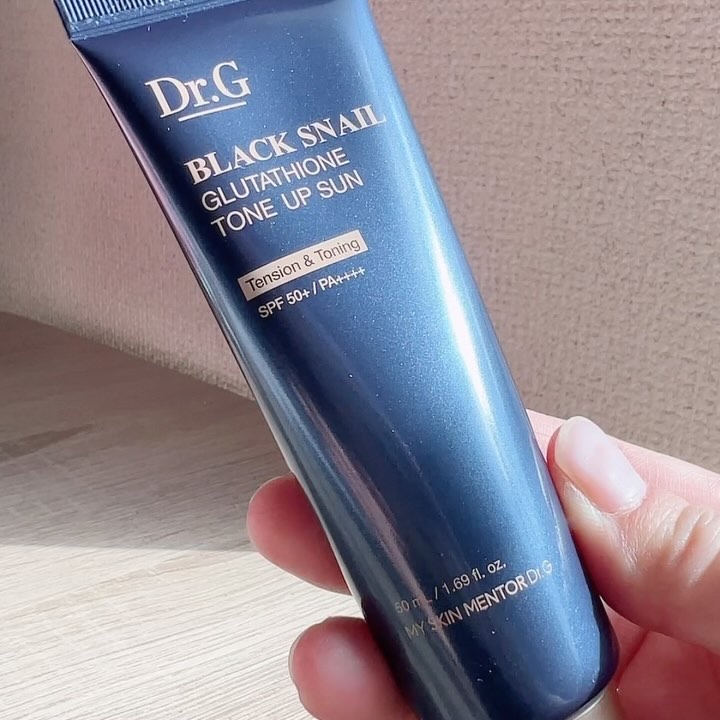 Dr.G
BLACK SNAIL
GLUTATHIONE
TONE UP SUN
Tension & Toning
SPF 50+ / PA++++
50 mL / 1.69 fl. oz.
MY SKIN MENTOR Dr.G